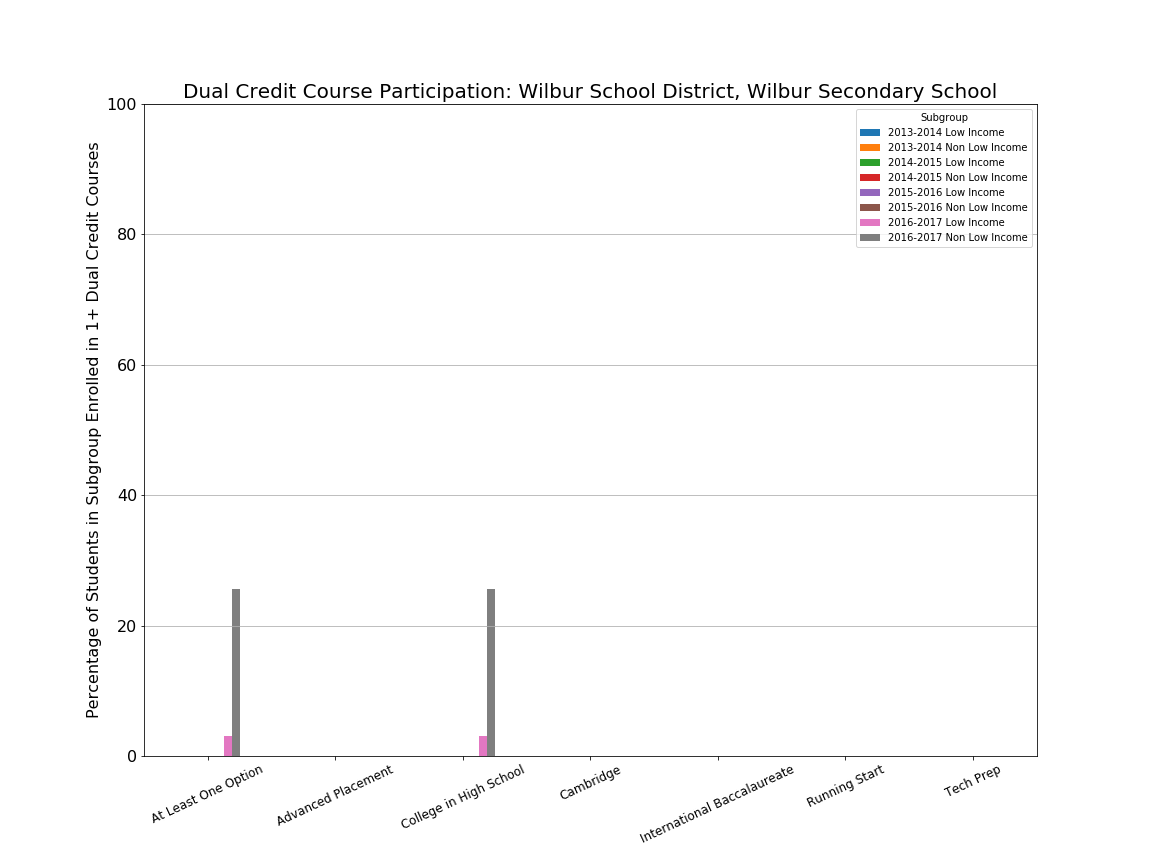 Dual Credit Course Participation: Wilbur School District, Wilbur Secondary School
Percentage of Students in Subgroup Enrolled in 1+ Dual Credit Courses
100
80
60
40
20
0
Subgroup
2013-2014 Low Income
2013-2014 Non Low Income
2014-2015 Low Income
2014-2015 Non Low Income
2015-2016 Low Income
2015-2016 Non Low Income
2016-2017 Low Income
2016-2017 Non Low Income
At Least One Option
Advanced Placement
College in High School
Cambridge
International Baccalaureate
Running Start
Tech Prep